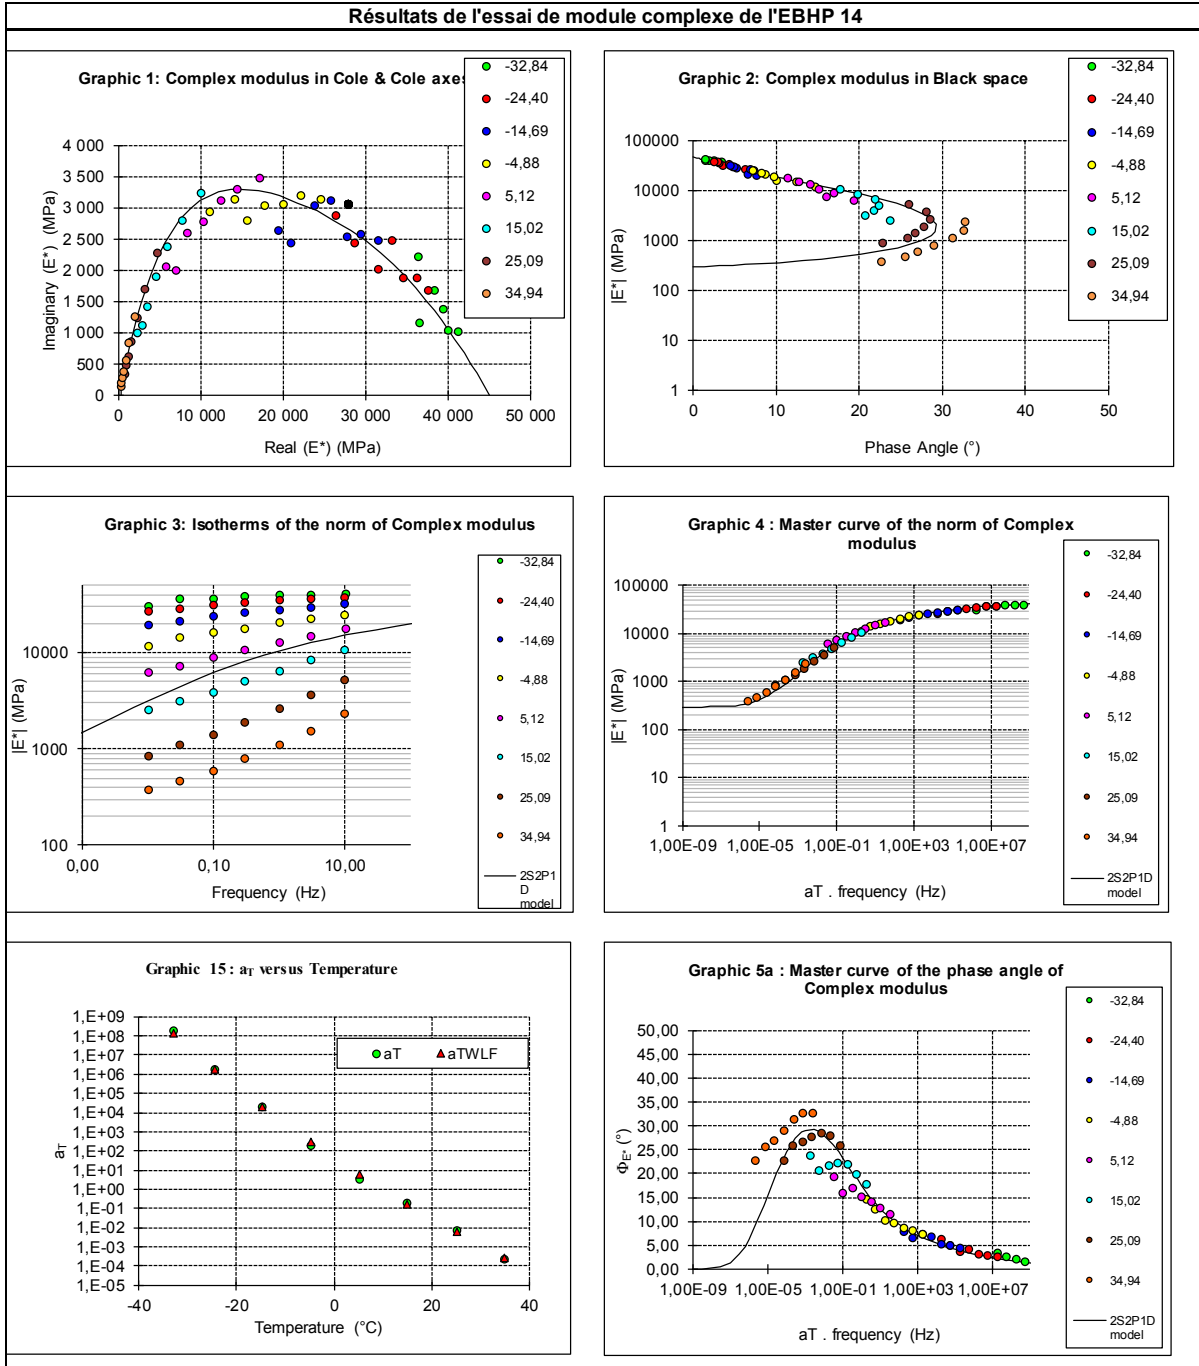 Résultats de l'essai de module complexe de l'EBHP 14
Graphic 1: Complex modulus in Cole & Cole axes
-32,84
-24,40
-14,69
-4,88
5,12
15,02
25,09
34,94
4 000
3 500
3 000
2 500
2 000
1 500
1 000
500
0
Imaginary (E*) (MPa)
0
10 000
20 000
30 000
40 000
50 000
Real (E*) (MPa)
Graphic 2: Complex modulus in Black space
-32,84
-24,40
-14,69
-4,88
5,12
15,02
25,09
34,94
100000
10000
1000
100
10
1
|E*| (MPa)
0
10
20
30
40
50
Phase Angle (°)
Graphic 3: Isotherms of the norm of Complex modulus
-32,84
-24,40
-14,69
-4,88
5,12
15,02
25,09
34,94
2S2P1
D
model
10000
1000
100
|E*| (MPa)
0,00
0,10
10,00
Frequency (Hz)
Graphic 4 : Master curve of the norm of Complex
modulus
-32,84
-24,40
-14,69
-4,88
5,12
15,02
25,09
34,94
2S2P1D
model
100000
10000
1000
100
10
1
|E*| (MPa)
1,00E-09
1,00E-05
1,00E-01
1,00E+03
1,00E+07
aT . frequency (Hz)
Graphic 15 : aT versus Temperature
1,E+09
1,E+08
1,E+07
1,E+06
1,E+05
1,E+04
1,E+03
1,E+02
1,E+01
1,E+00
1,E-01
1,E-02
1,E-03
1,E-04
1,E-05
aT
aT
aTWLF
-40
-20
0
20
40
Temperature (°C)
Graphic 5a : Master curve of the phase angle of
Complex modulus
-32,84
-24,40
-14,69
-4,88
5,12
15,02
25,09
34,94
2S2P1D
model
50,00
45,00
40,00
35,00
30,00
25,00
20,00
15,00
10,00
5,00
0,00
ΦE* (°)
1,00E-09
1,00E-05
1,00E-01
1,00E+03
1,00E+07
aT . frequency (Hz)